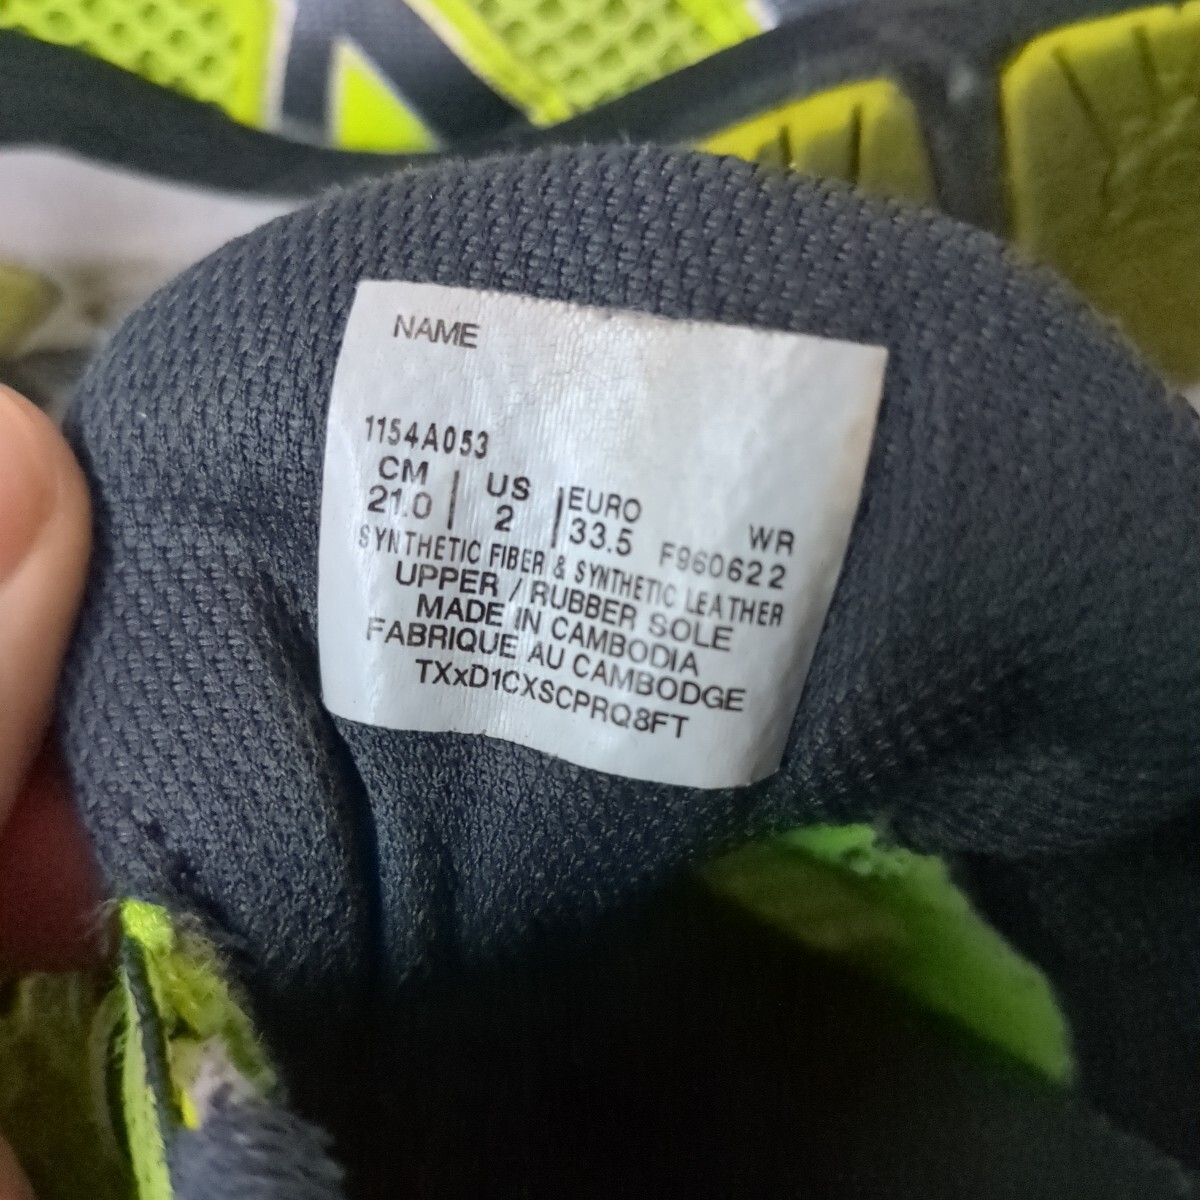 NAME
1154A053
CM | US | EURO WR
21.0 | 2 | 33.5 F960622
SYNTHETIC FIBER & SYNTHETIC LEATHER
UPPER / RUBBER SOLE
MADE IN CAMBODIA
FABRIQUE AU CAMBODGE
TXxD1CXSCPRQ8FT